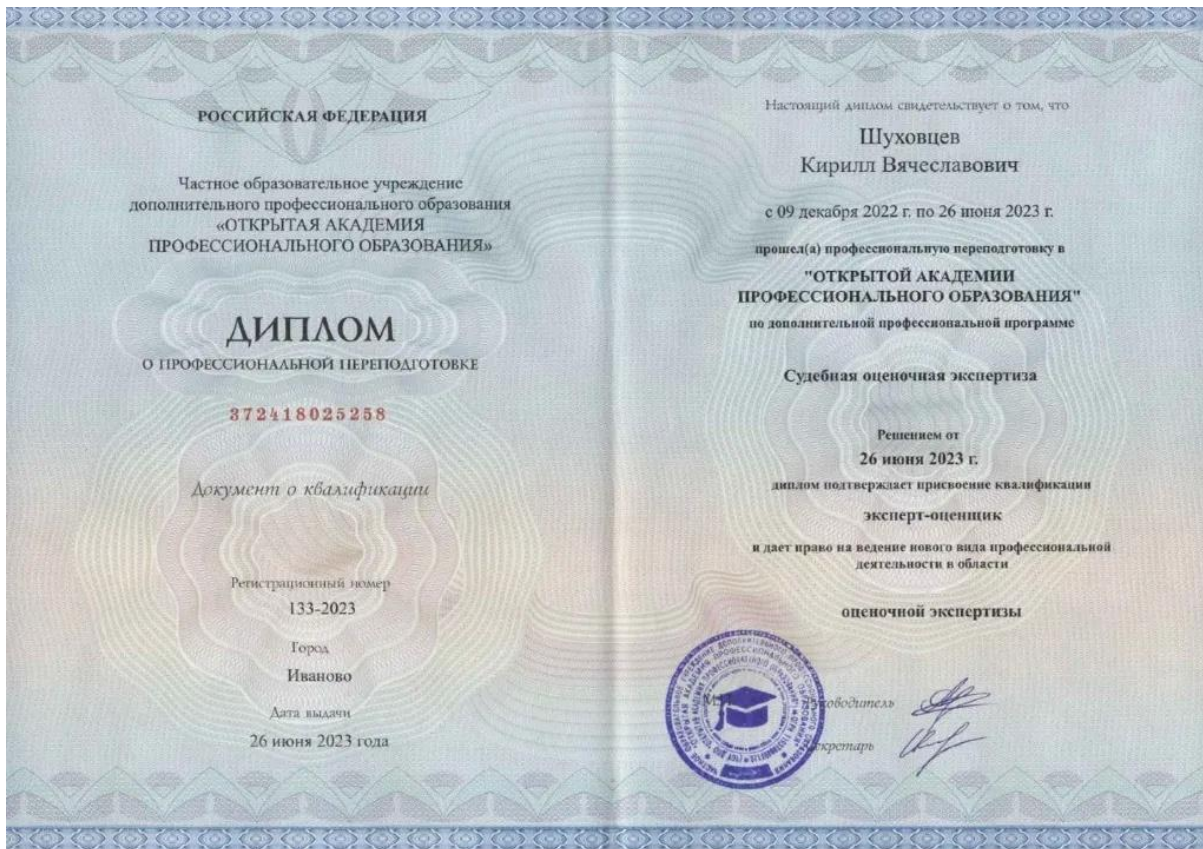 РОССИЙСКАЯ ФЕДЕРАЦИЯ
Частное образовательное учреждение
дополнительного профессионального образования
«ОТКРЫТАЯ АКАДЕМИЯ
ПРОФЕССИОНАЛЬНОГО ОБРАЗОВАНИЯ»
ДИПЛОМ
О ПРОФЕССИОНАЛЬНОЙ ПЕРЕПОДГОТОВКЕ
372418025258
Документ о квалификации
Регистрационный номер
133-2023
Город
Иваново
Дата выдачи
26 июня 2023 года
Настоящий диплом свидетельствует о том, что
Шуховцев
Кирилл Вячеславович
с 09 декабря 2022 г. по 26 июня 2023 г.
прошел(а) профессиональную переподготовку в
"ОТКРЫТОЙ АКАДЕМИИ
ПРОФЕССИОНАЛЬНОГО ОБРАЗОВАНИЯ"
по дополнительной профессиональной программе
Судебная оценочная экспертиза
Решением от
26 июня 2023 г.
диплом подтверждает присвоение квалификации
эксперт-оценщик
и дает право на ведение нового вида профессиональной
деятельности в области
оценочной экспертизы
М.П.
Руководитель
Секретарь